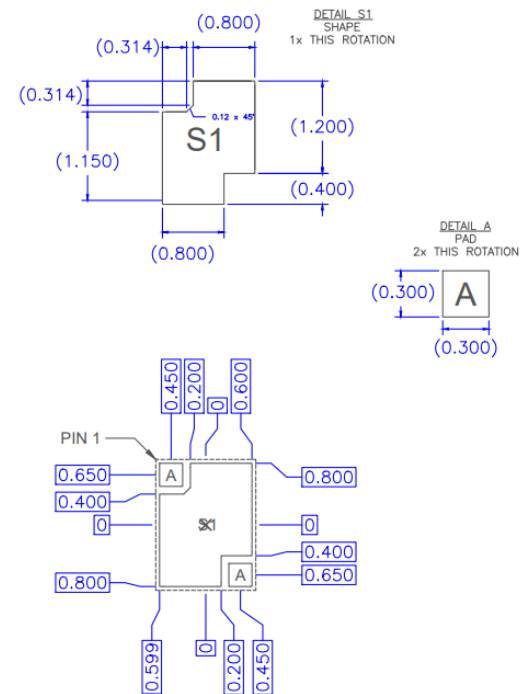 DETAIL S1
SHAPE
1x THIS ROTATION
(0.800)
(0.314)
(0.314)
0.12 x 45°
S1
(1.200)
(1.150)
(0.400)
(0.800)
DETAIL A
PAD
2x THIS ROTATION
(0.300)
A
(0.300)
0.450
0.200
0
0.600
PIN 1
0.650
A
0.800
0.400
0
S1
0
0.400
0.800
A
0.650
0.599
0
0.200
0.450